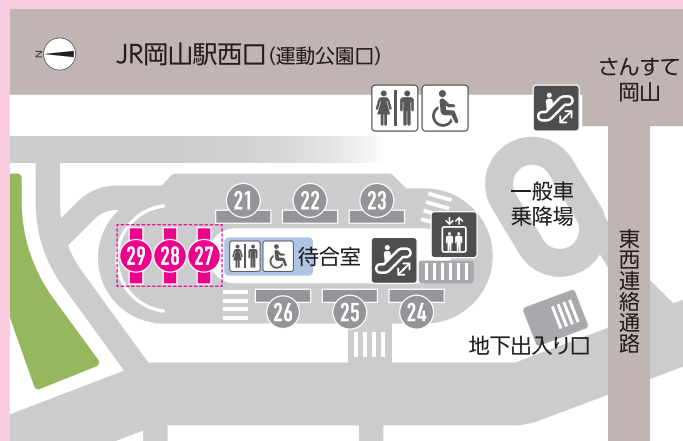 N
JR岡山駅西口(運動公園口)
さんすて
岡山
一般車
乗降場
21
22
23
29
28
27
待合室
26
25
24
地下出入り口
東西連絡通路